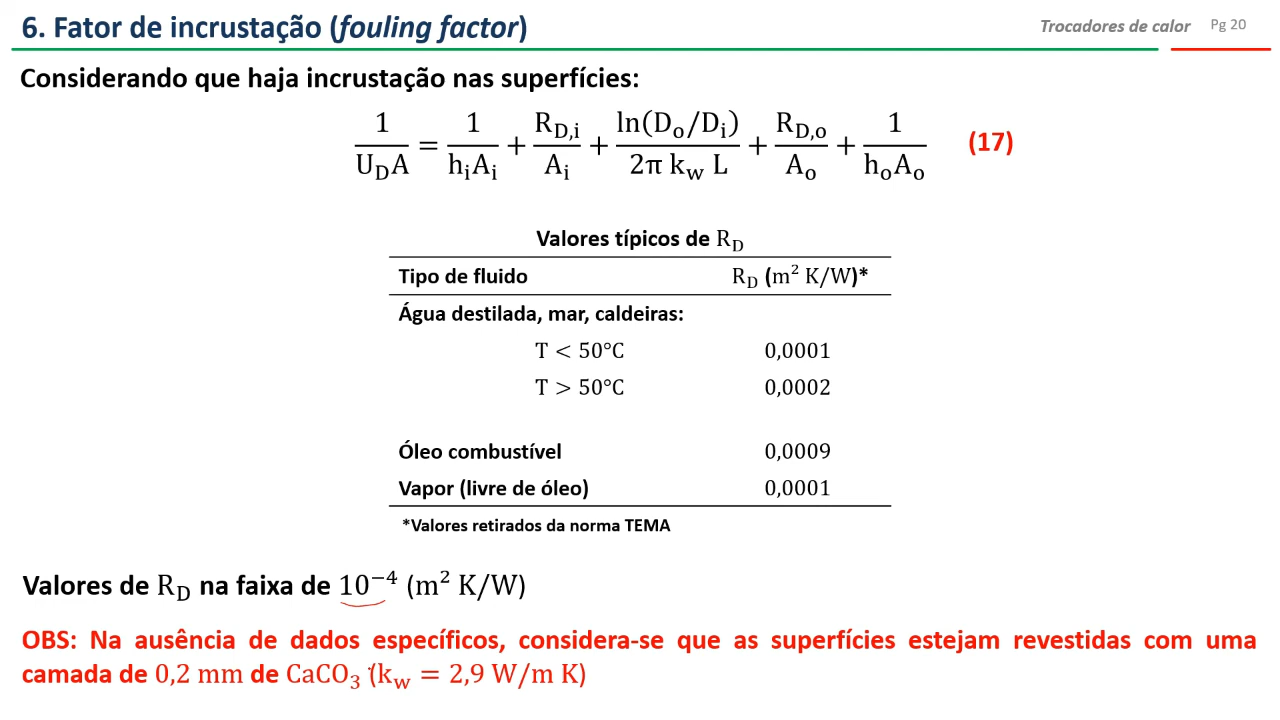 6. Fator de incrustação (fouling factor)
Trocadores de calor Pg 20
Considerando que haja incrustação nas superfícies:
1/(U_D A) = 1/(h_i A_i) + R_D,i/A_i + ln(D_o/D_i)/(2π k_w L) + R_D,o/A_o + 1/(h_o A_o) (17)
Valores típicos de R_D
Tipo de fluido R_D (m² K/W)*
Água destilada, mar, caldeiras:
T < 50°C 0,0001
T > 50°C 0,0002
Óleo combustível 0,0009
Vapor (livre de óleo) 0,0001
*Valores retirados da norma TEMA
Valores de R_D na faixa de 10⁻⁴ (m² K/W)
OBS: Na ausência de dados específicos, considera-se que as superfícies estejam revestidas com uma
camada de 0,2 mm de CaCO₃ (k_w = 2,9 W/m K)